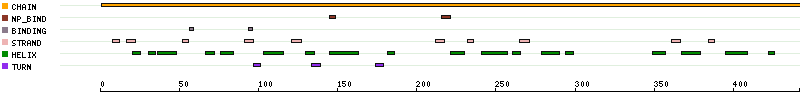 CHAIN
NP_BIND
BINDING
STRAND
HELIX
TURN
0 50 100 150 200 250 300 350 400